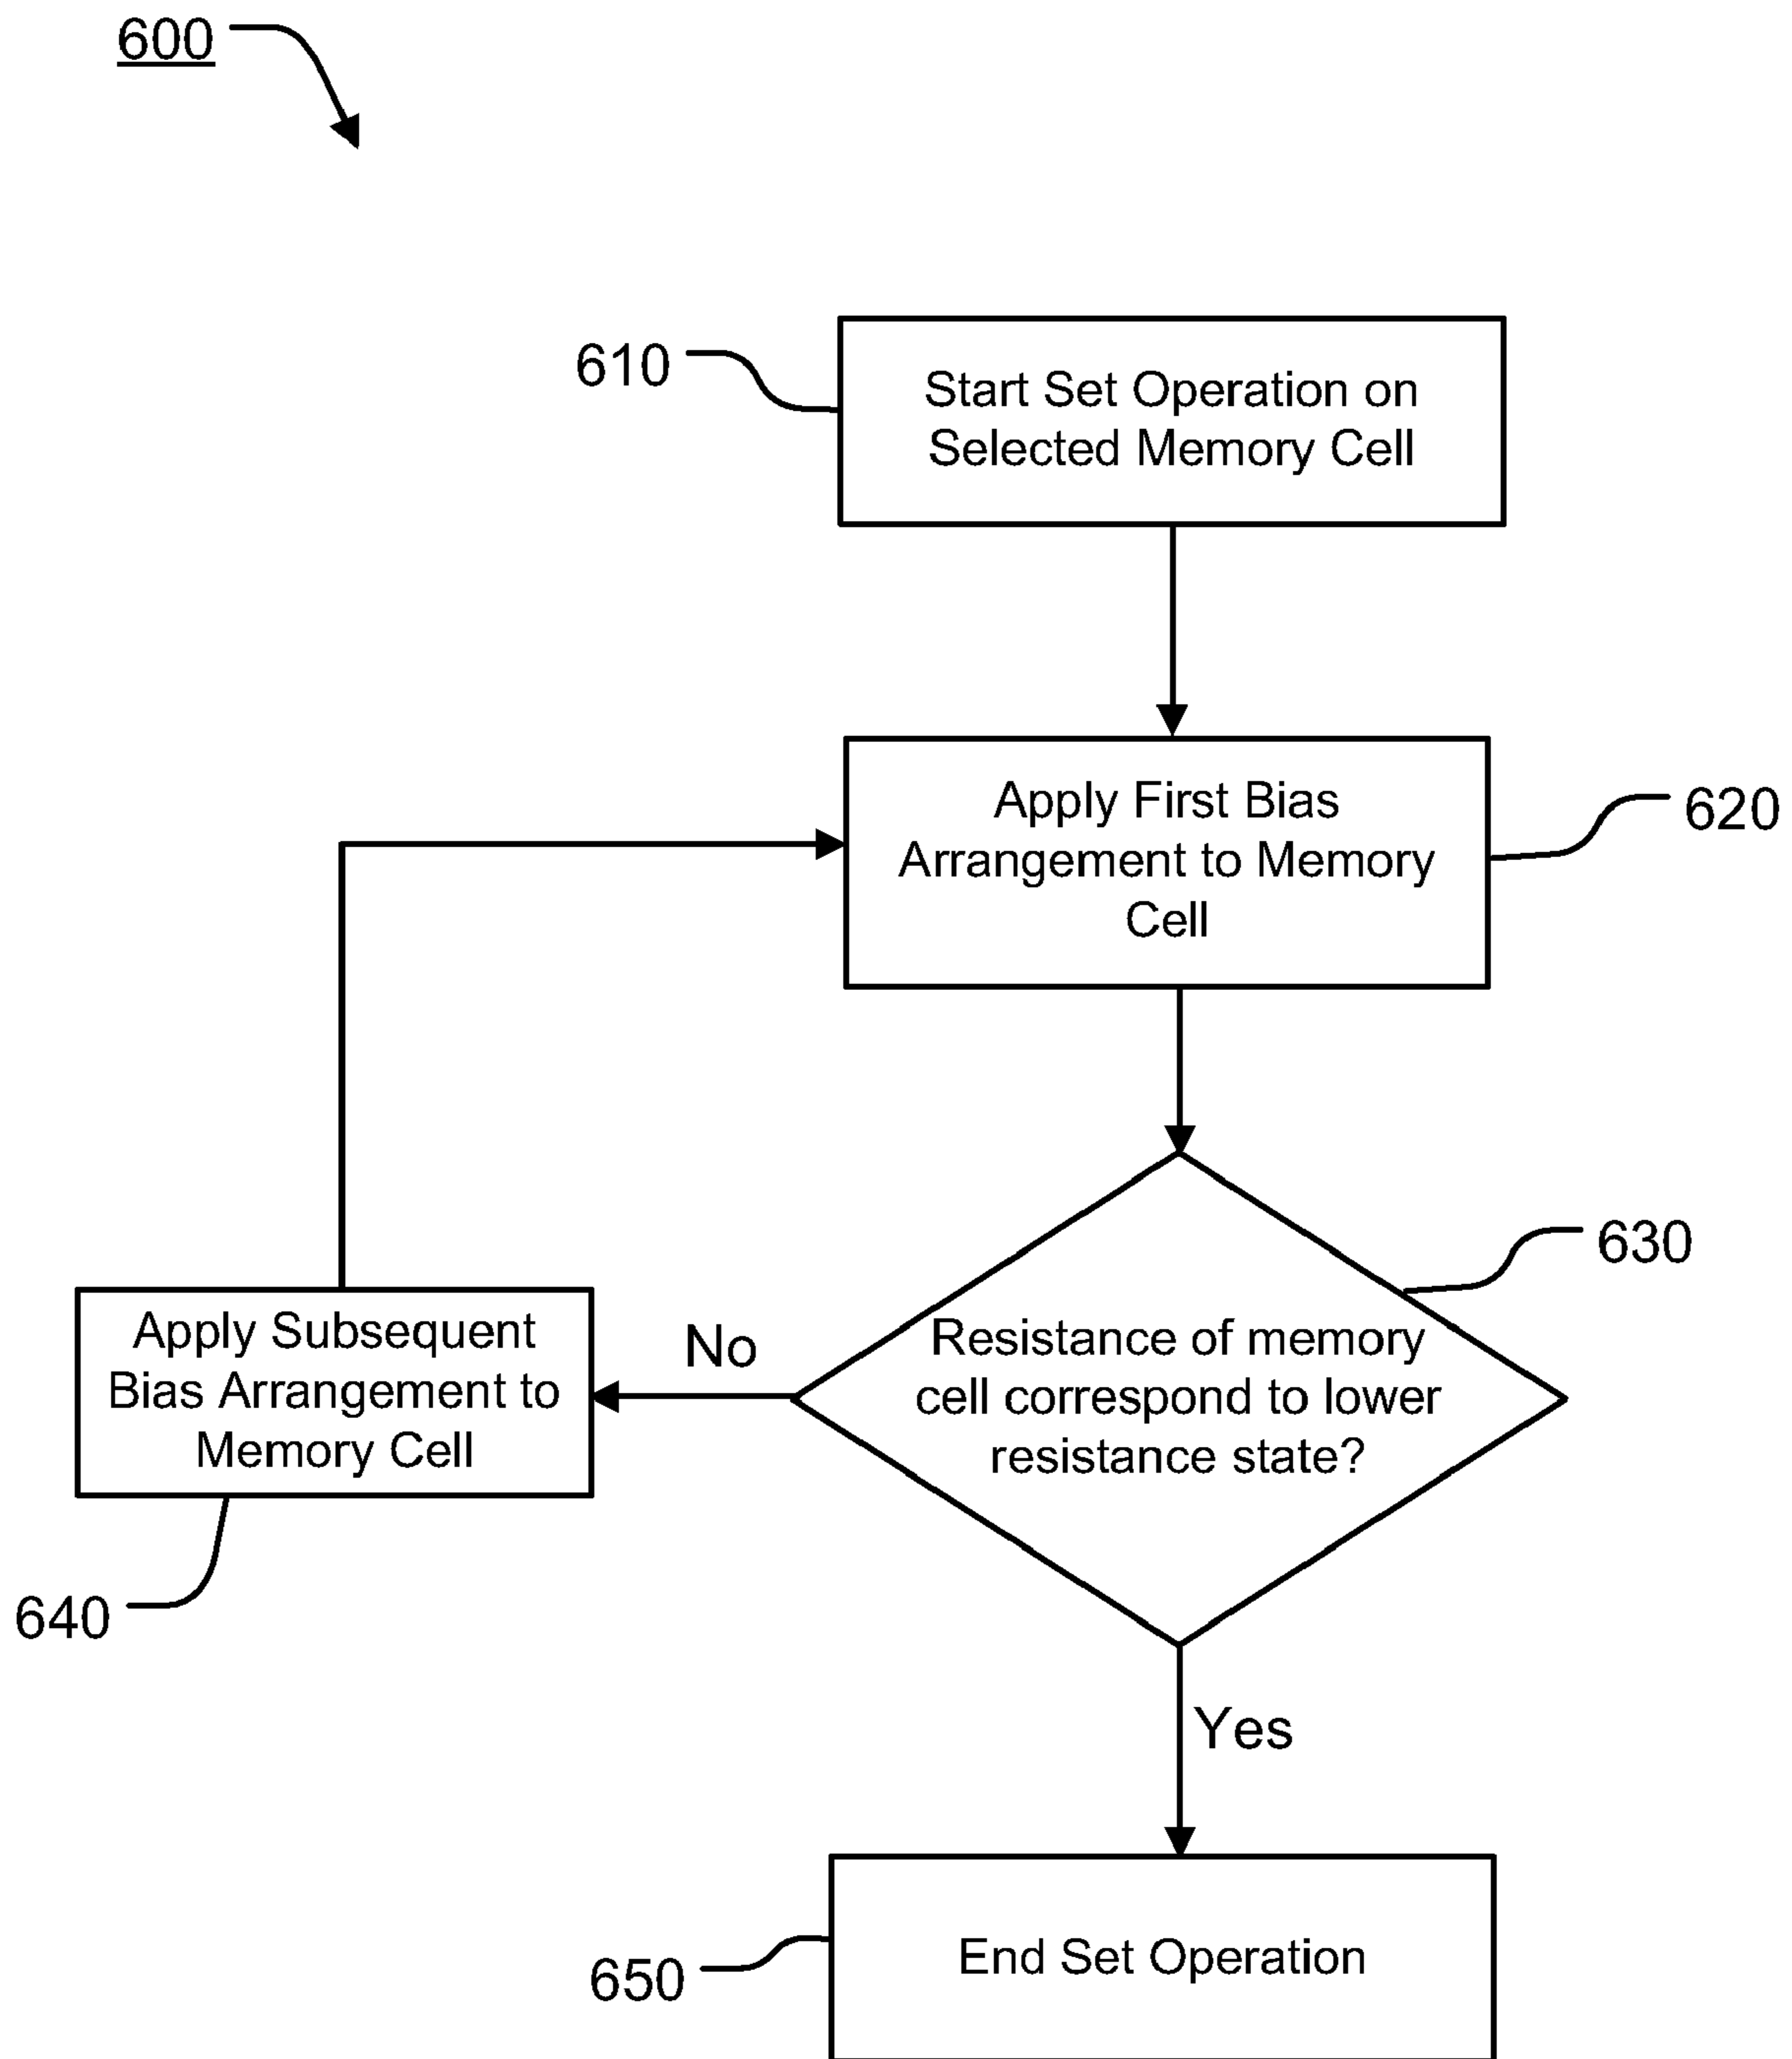 600
610
Start Set Operation on
Selected Memory Cell
Apply First Bias
Arrangement to Memory
Cell
620
630
Resistance of memory
cell correspond to lower
resistance state?
No
Apply Subsequent
Bias Arrangement to
Memory Cell
640
Yes
End Set Operation
650